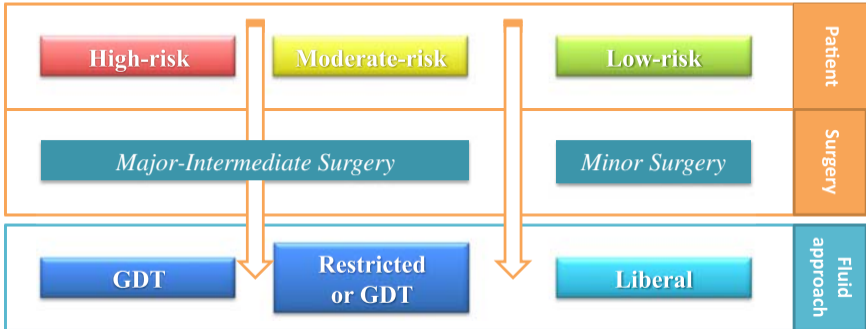 High-risk
Moderate-risk
Low-risk
Patient
Major-Intermediate Surgery
Minor Surgery
Surgery
GDT
Restricted
or GDT
Liberal
Fluid
approach